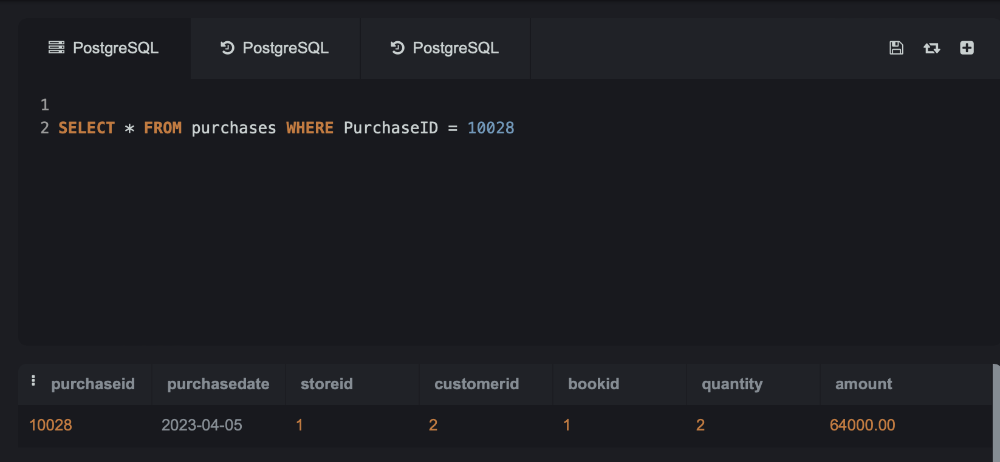 PostgreSQL PostgreSQL PostgreSQL
1
2 SELECT * FROM purchases WHERE PurchaseID = 10028
purchaseid purchasedate storeid customerid bookid quantity amount
10028 2023-04-05 1 2 1 2 64000.00